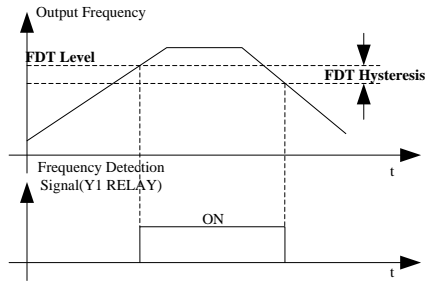 Output Frequency
FDT Level
FDT Hysteresis
t
Frequency Detection
Signal(Y1 RELAY)
ON
t